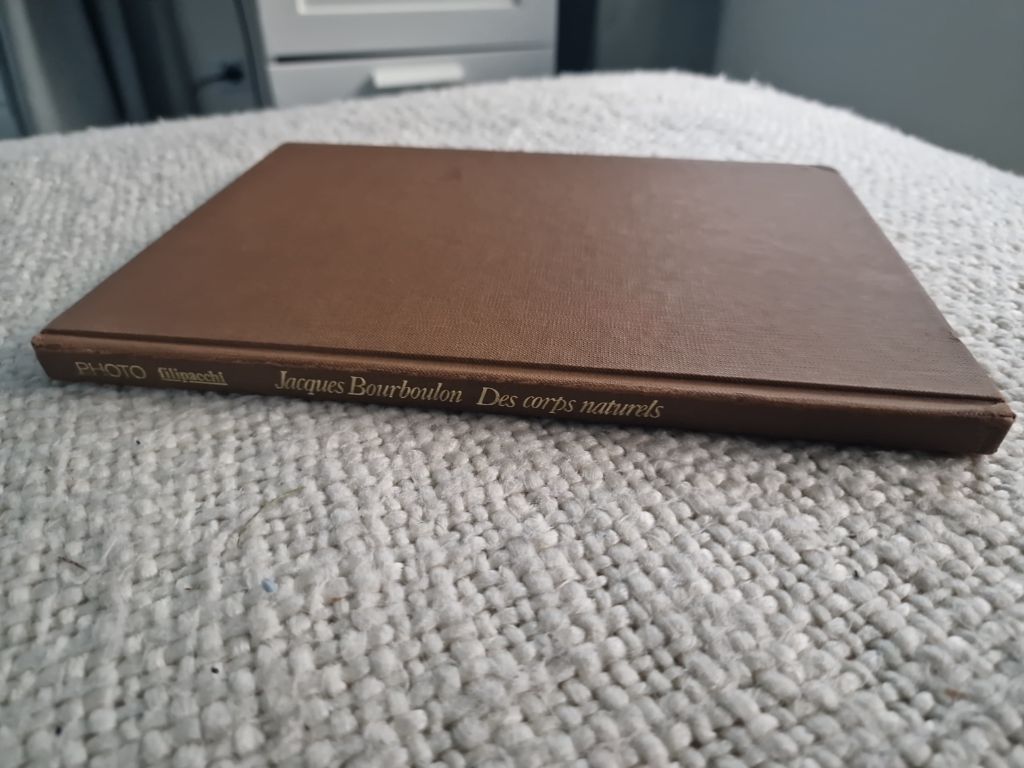 PHOTO filipacchi Jacques Bourboulon Des corps naturels